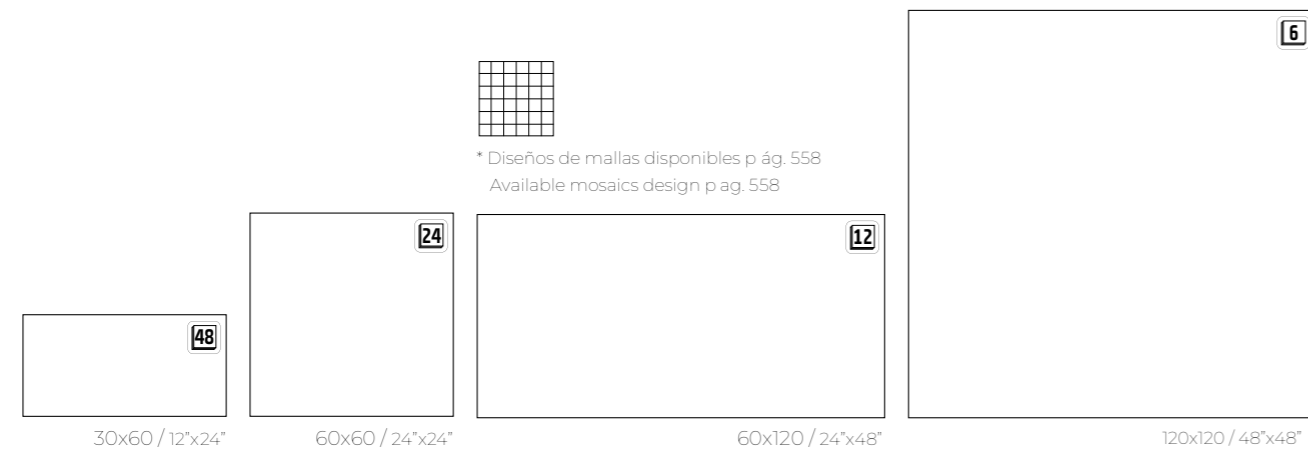 6
* Diseños de mallas disponibles p ág. 558
Available mosaics design p ag. 558
24
12
48
30x60 / 12”x24”
60x60 / 24”x24”
60x120 / 24”x48”
120x120 / 48”x48”